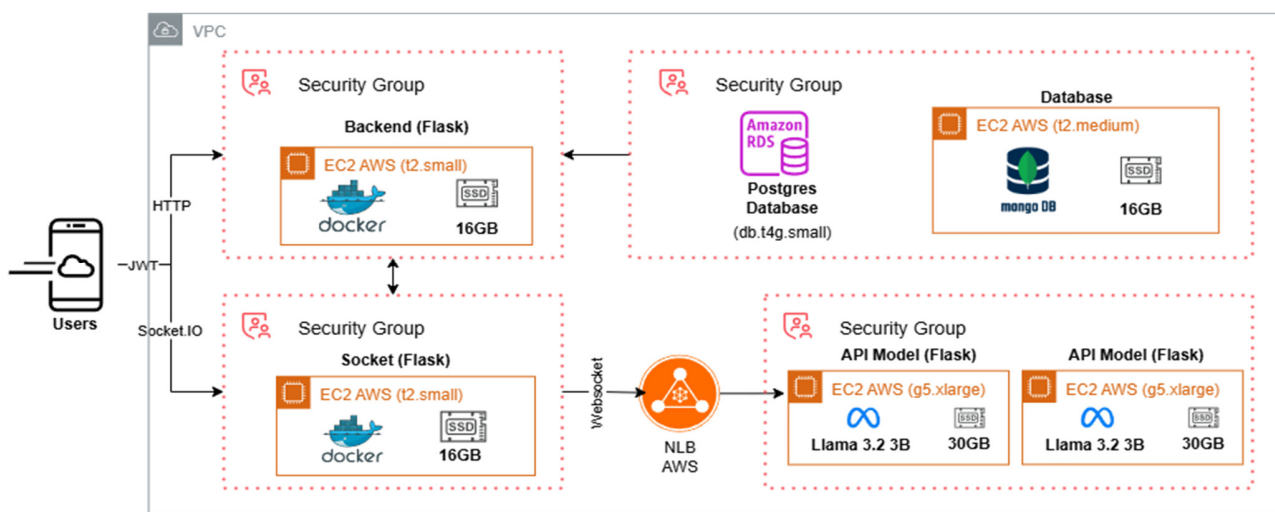 VPC
Security Group
Backend (Flask)
EC2 AWS (t2.small)
docker
SSD
16GB
Security Group
Amazon
RDS
Postgres
Database
(db.t4g.small)
Database
EC2 AWS (t2.medium)
mongo DB
SSD
16GB
HTTP
JWT
Users
Socket.IO
Security Group
Socket (Flask)
EC2 AWS (t2.small)
docker
SSD
16GB
Websocket
NLB
AWS
Security Group
API Model (Flask)
EC2 AWS (g5.xlarge)
SSD
Llama 3.2 3B
30GB
API Model (Flask)
EC2 AWS (g5.xlarge)
SSD
Llama 3.2 3B
30GB